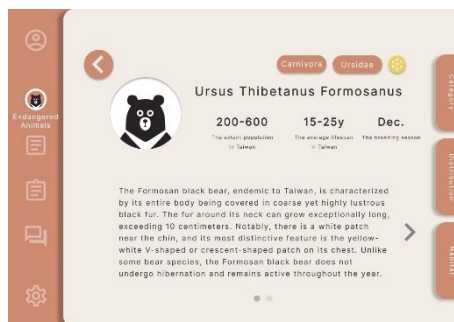 Carnivora
Ursidae
Ursus Thibetanus Formosanus
200-600
15-25y
Dec.
The extant population
in Taiwan
The average lifespan
in Taiwan
The breeding season
Endangered
Animals
The Formosan black bear, endemic to Taiwan, is characterized
by its entire body being covered in coarse yet highly lustrous
black fur. The fur around its neck can grow exceptionally long,
exceeding 10 centimeters. Notably, there is a white patch
near the chin, and its most distinctive feature is the yellow-
white V-shaped or crescent-shaped patch on its chest. Unlike
some bear species, the Formosan black bear does not
undergo hibernation and remains active throughout the year.
Category
Distribution
Habitat